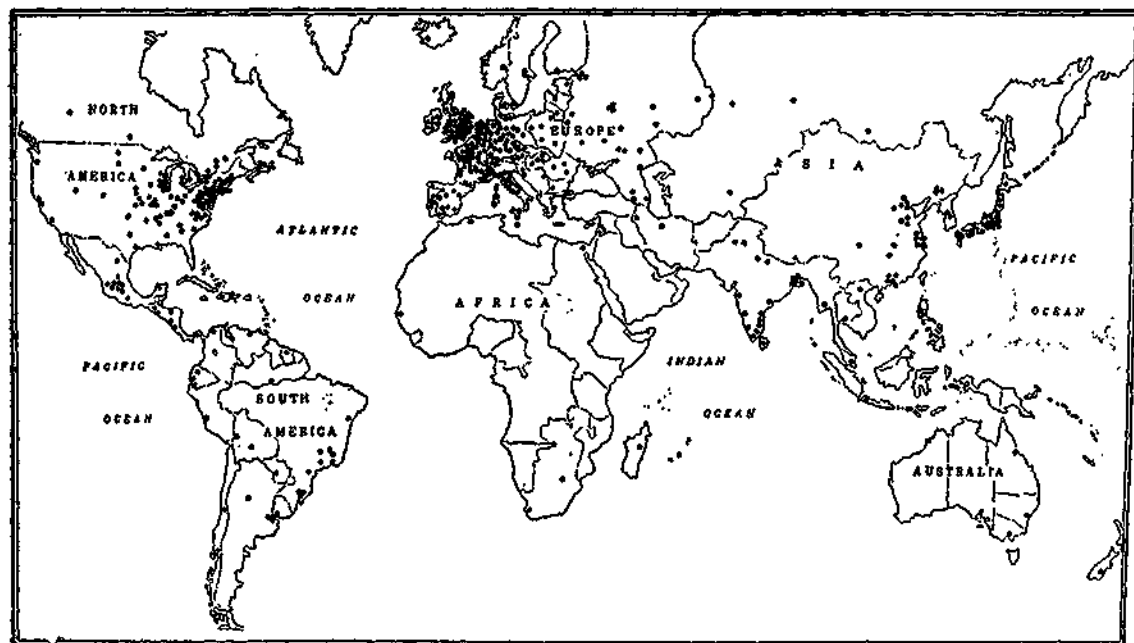 NORTH
AMERICA
ATLANTIC
OCEAN
PACIFIC
OCEAN
SOUTH
AMERICA
EUROPE
ASIA
AFRICA
INDIAN
OCEAN
PACIFIC
OCEAN
AUSTRALIA